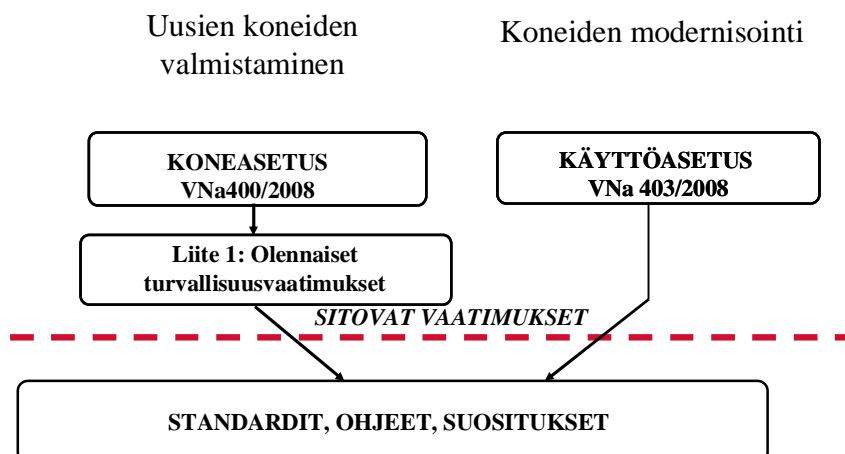 Uusien koneiden
valmistaminen
Koneiden modernisointi
KONEASETUS
VNa400/2008
KÄYTTÖASETUS
VNa 403/2008
Liite 1: Olennaiset
turvallisuusvaatimukset
SITOVAT VAATIMUKSET
STANDARDIT, OHJEET, SUOSITUKSET